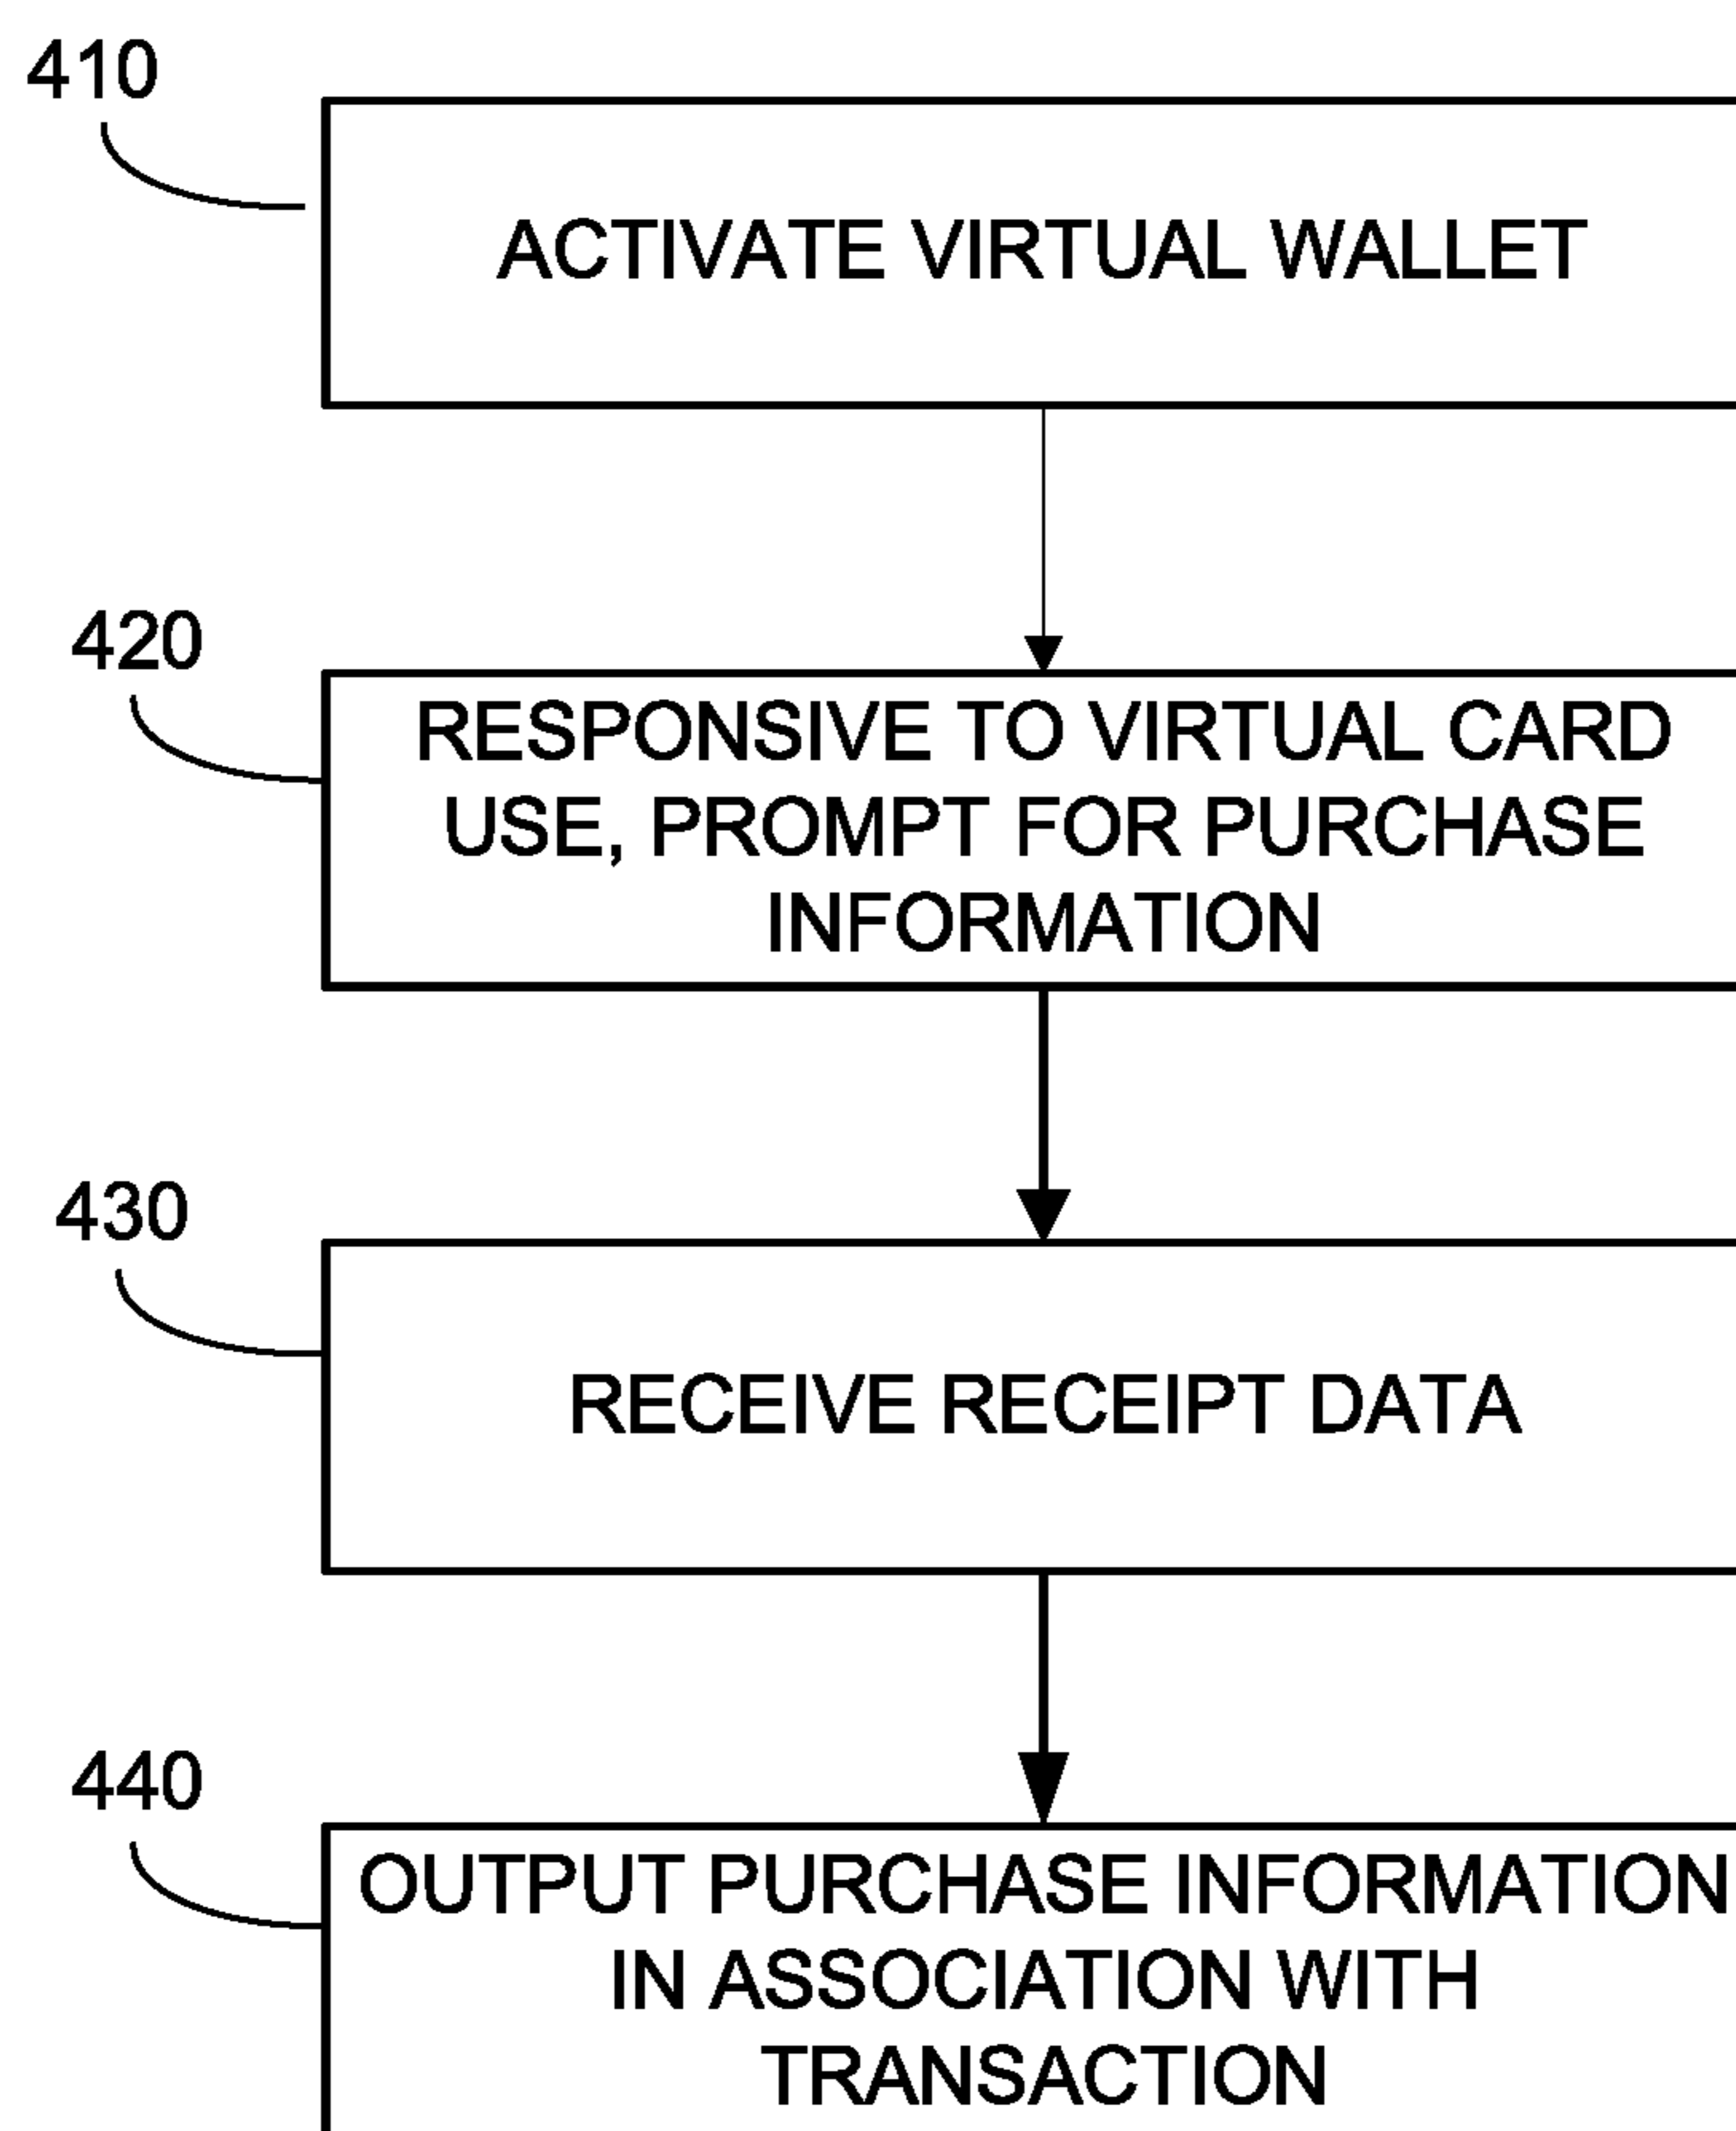 410
ACTIVATE VIRTUAL WALLET
420
RESPONSIVE TO VIRTUAL CARD
USE, PROMPT FOR PURCHASE
INFORMATION
430
RECEIVE RECEIPT DATA
440
OUTPUT PURCHASE INFORMATION
IN ASSOCIATION WITH
TRANSACTION